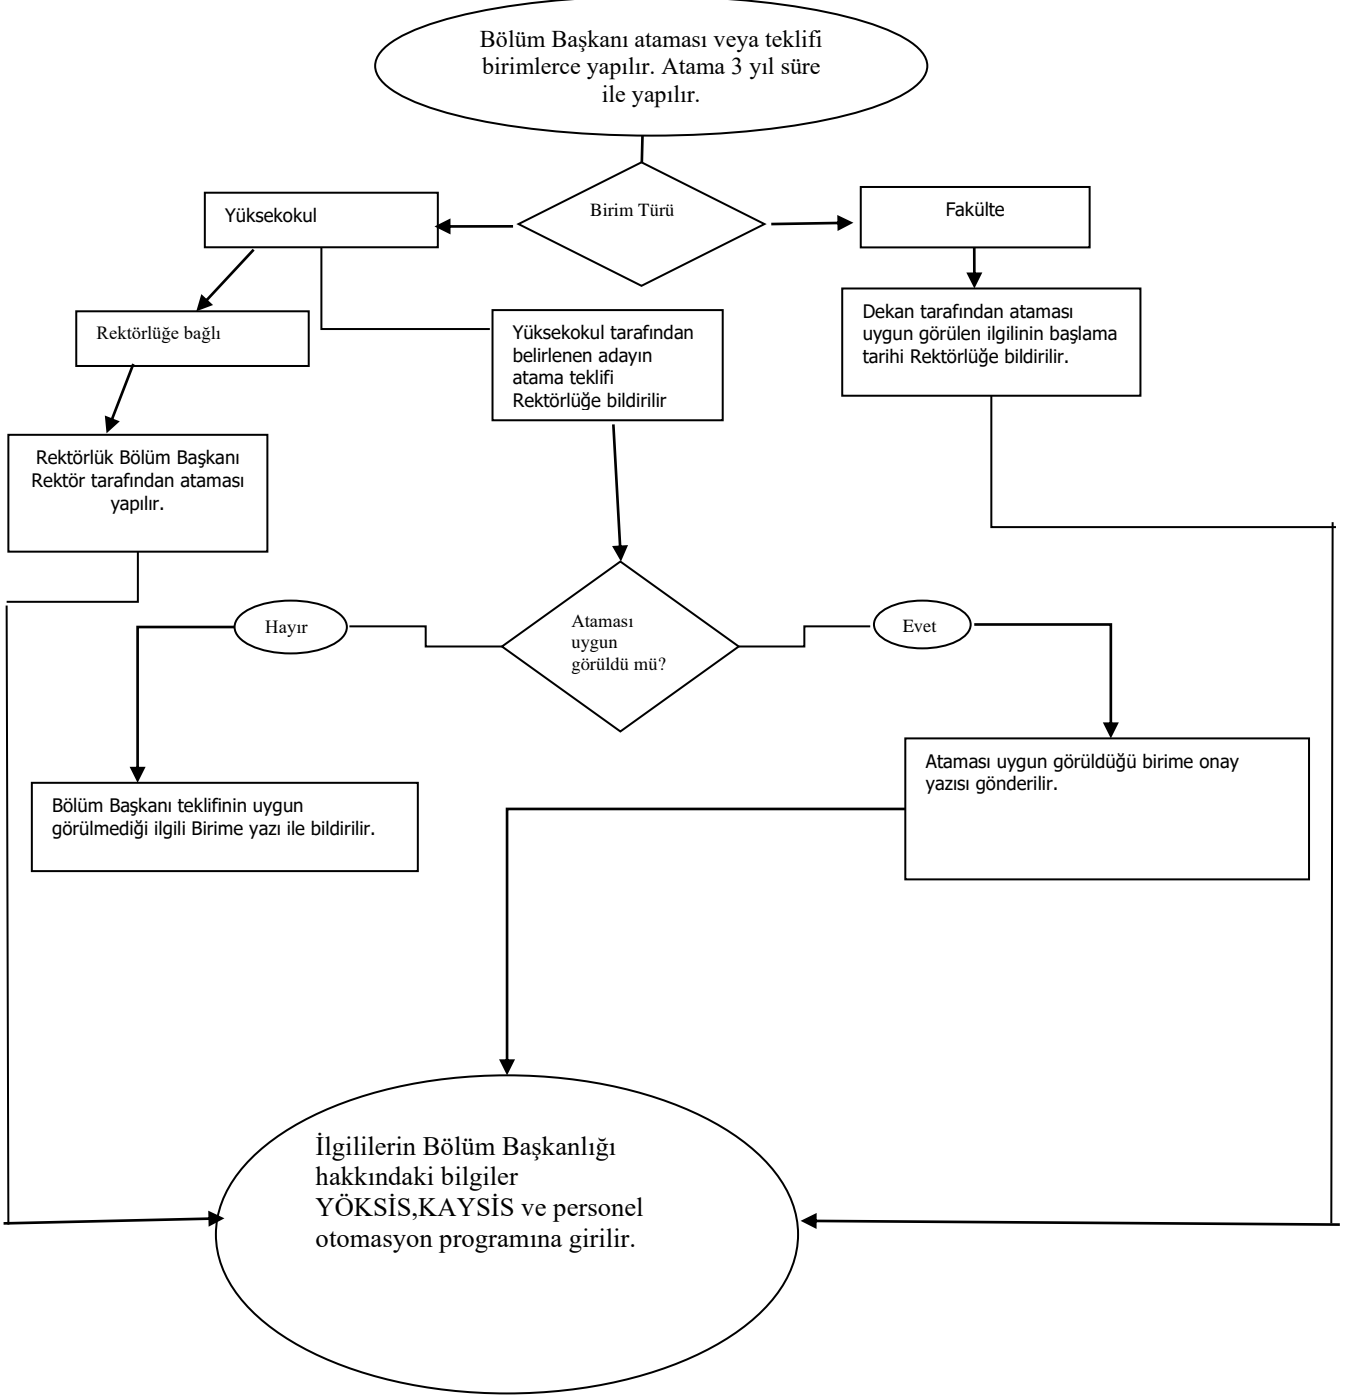 Bölüm Başkanı ataması veya teklifi
birimlerce yapılır. Atama 3 yıl süre
ile yapılır.
Birim Türü
Yüksekokul
Fakülte
Rektörlüğe bağlı
Yüksekokul tarafından
belirlenen adayın
atama teklifi
Rektörlüğe bildirilir
Dekan tarafından ataması
uygun görülen ilgilinin başlama
tarihi Rektörlüğe bildirilir.
Rektörlük Bölüm Başkanı
Rektör tarafından ataması
yapılır.
Hayır
Ataması
uygun
görüldü mü?
Evet
Bölüm Başkanı teklifinin uygun
görülmediği ilgili Birime yazı ile bildirilir.
Ataması uygun görüldüğü birime onay
yazısı gönderilir.
İlgililerin Bölüm Başkanlığı
hakkındaki bilgiler
YÖKSİS,KAYSİS ve personel
otomasyon programına girilir.